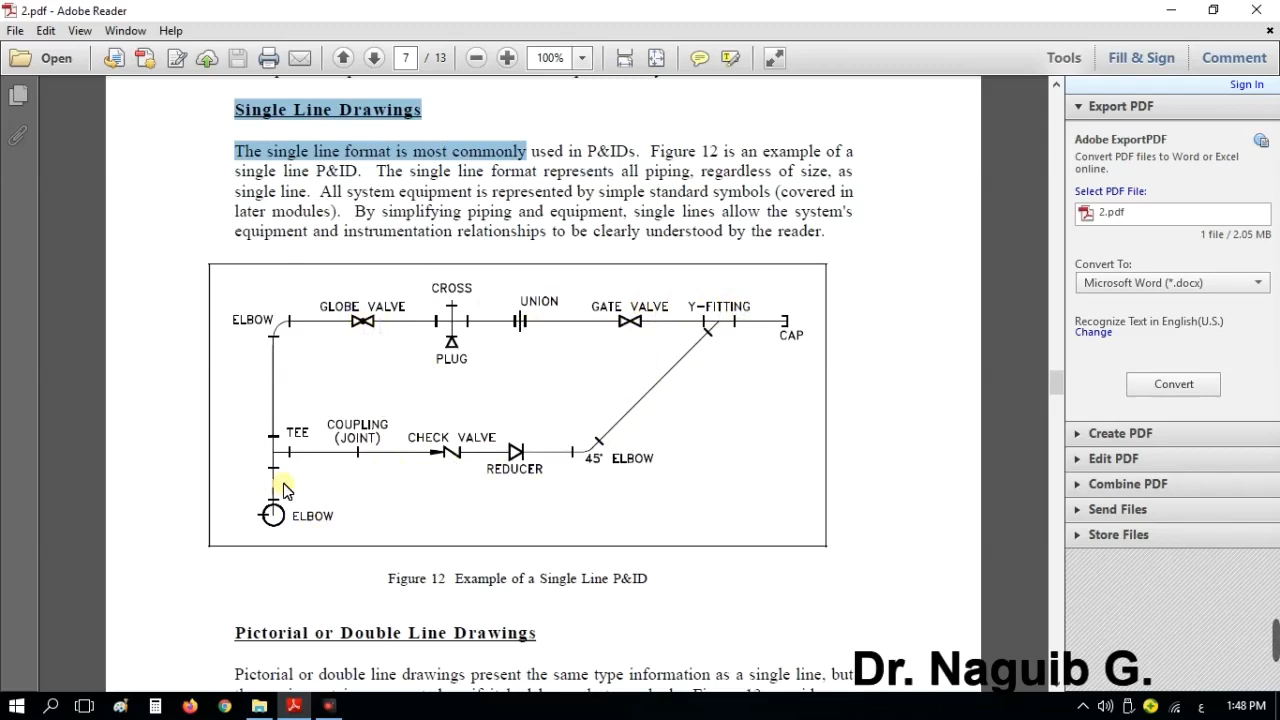 2.pdf - Adobe Reader
File Edit View Window Help
Open 7 / 13 100% Tools Fill & Sign Comment
Sign In
Single Line Drawings
The single line format is most commonly used in P&IDs. Figure 12 is an example of a
single line P&ID. The single line format represents all piping, regardless of size, as
single line. All system equipment is represented by simple standard symbols (covered in
later modules). By simplifying piping and equipment, single lines allow the system's
equipment and instrumentation relationships to be clearly understood by the reader.
CROSS
ELBOW GLOBE VALVE UNION GATE VALVE Y-FITTING
CAP
PLUG
TEE COUPLING
(JOINT) CHECK VALVE
REDUCER 45° ELBOW
ELBOW
Figure 12 Example of a Single Line P&ID
Pictorial or Double Line Drawings
Pictorial or double line drawings present the same type information as a single line, but
Export PDF
Adobe ExportPDF
Convert PDF files to Word or Excel
online.
Select PDF File:
2.pdf
1 file / 2.05 MB
Convert To:
Microsoft Word (*.docx)
Recognize Text in English(U.S.)
Change
Convert
Create PDF
Edit PDF
Combine PDF
Send Files
Store Files
Dr. Naguib G.
ع 1:48 PM